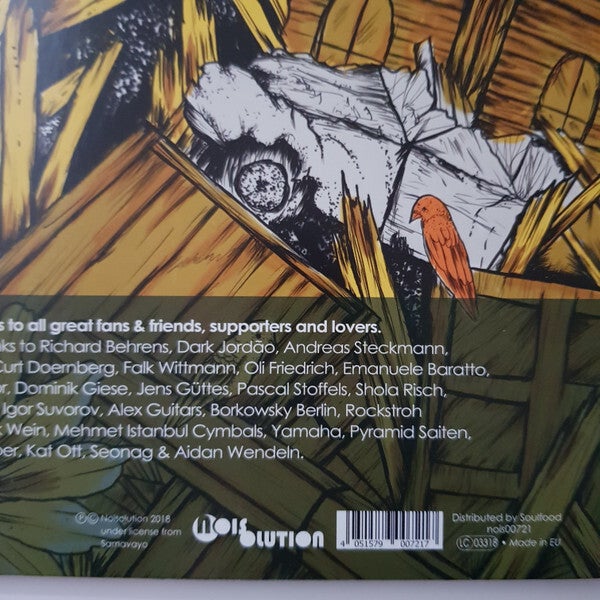 s to all great fans & friends, supporters and lovers.
nks to Richard Behrens, Dark Jordão, Andreas Steckmann,
Curt Doernberg, Falk Wittmann, Oli Friedrich, Emanuele Baratto,
or, Dominik Giese, Jens Güttes, Pascal Stoffels, Shola Risch,
Igor Suvorov, Alex Guitars, Borkowsky Berlin, Rockstroh
k Wein, Mehmet Istanbul Cymbals, Yamaha, Pyramid Saiten,
ber, Kat Ott, Seonag & Aidan Wendeln.
℗© Noisolution 2018
under license from
Samavayo
NOISOLUTION
4 051579 007217
Distributed by Soulfood
nois00721
LC 03318 • Made in EU